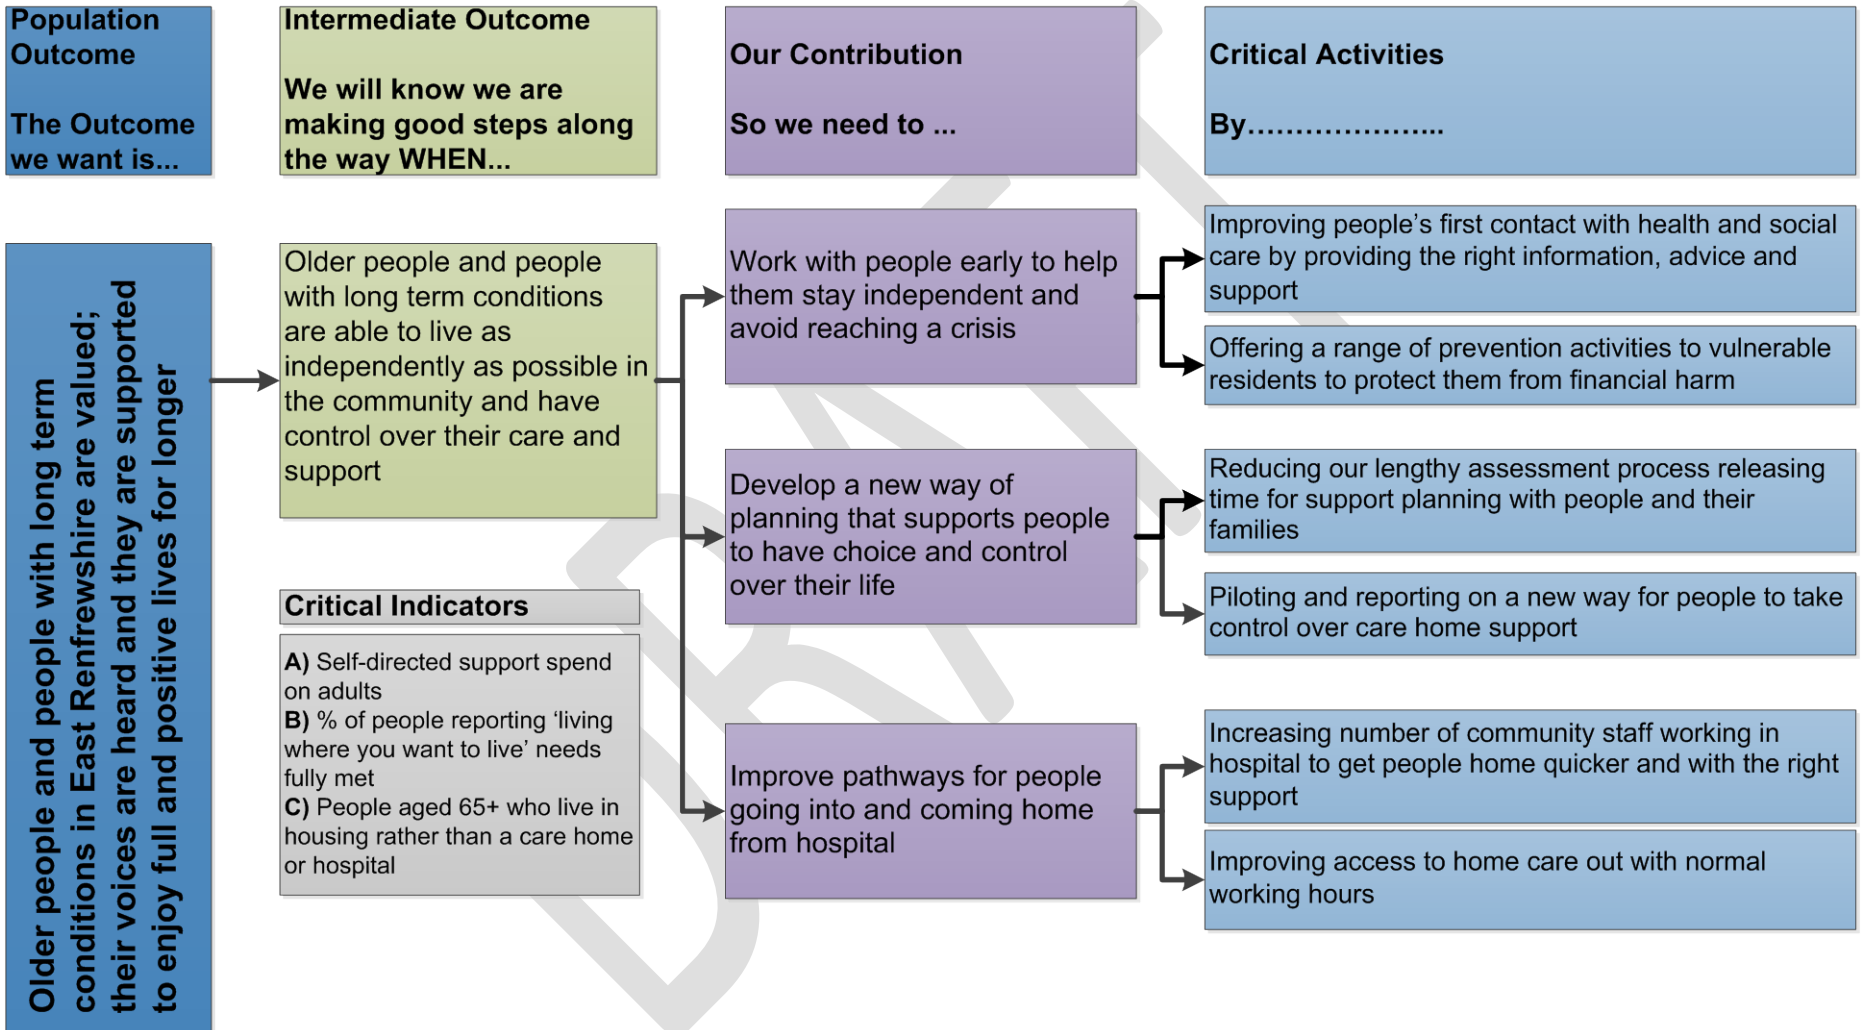 Population
Outcome
The Outcome
we want is...
Intermediate Outcome
We will know we are
making good steps along
the way WHEN...
Our Contribution
So we need to ...
Critical Activities
By.......................
Older people and people with long term
conditions in East Renfrewshire are valued;
their voices are heard and they are supported
to enjoy full and positive lives for longer
Older people and people
with long term conditions
are able to live as
independently as possible in
the community and have
control over their care and
support
Critical Indicators
A) Self-directed support spend
on adults
B) % of people reporting ‘living
where you want to live’ needs
fully met
C) People aged 65+ who live in
housing rather than a care home
or hospital
Work with people early to help
them stay independent and
avoid reaching a crisis
Develop a new way of
planning that supports people
to have choice and control
over their life
Improve pathways for people
going into and coming home
from hospital
Improving people’s first contact with health and social
care by providing the right information, advice and
support
Offering a range of prevention activities to vulnerable
residents to protect them from financial harm
Reducing our lengthy assessment process releasing
time for support planning with people and their
families
Piloting and reporting on a new way for people to take
control over care home support
Increasing number of community staff working in
hospital to get people home quicker and with the right
support
Improving access to home care out with normal
working hours
DRAFT